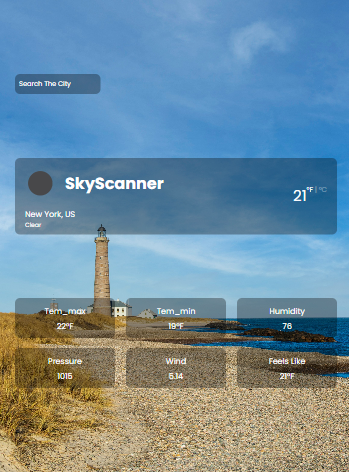 Search The City
SkyScanner
21°F | °C
New York, US
Clear
Tem_max
Tem_min
Humidity
22°F
19°F
76
Pressure
Wind
Feels Like
1015
5.14
21°F